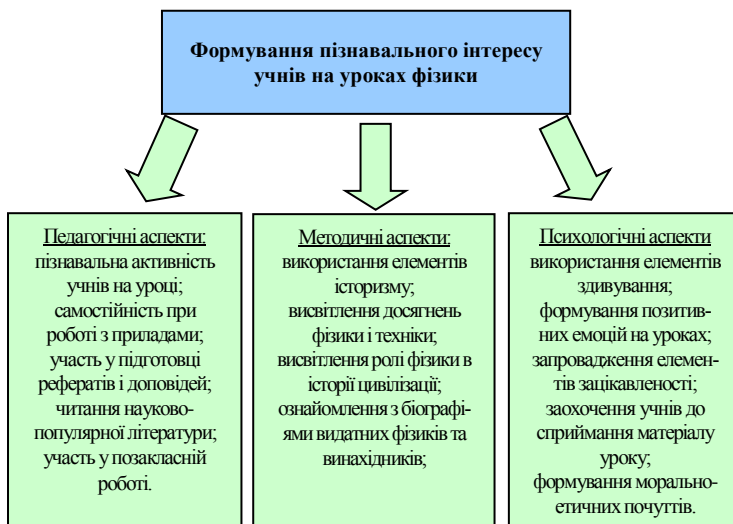 Формування пізнавального інтересу
учнів на уроках фізики
Педагогічні аспекти:
пізнавальна активність
учнів на уроці;
самостійність при
роботі з приладами;
участь у підготовці
рефератів і доповідей;
читання науково-
популярної літератури;
участь у позакласній
роботі.
Методичні аспекти:
використання елементів
історизму;
висвітлення досягнень
фізики і техніки;
висвітлення ролі фізики в
історії цивілізації;
ознайомлення з біографі-
ями видатних фізиків та
винахідників;
Психологічні аспекти
використання елементів
здивування;
формування позитив-
них емоцій на уроках;
запровадження елемен-
тів зацікавленості;
заохочення учнів до
сприймання матеріалу
уроку;
формування морально-
етичних почуттів.